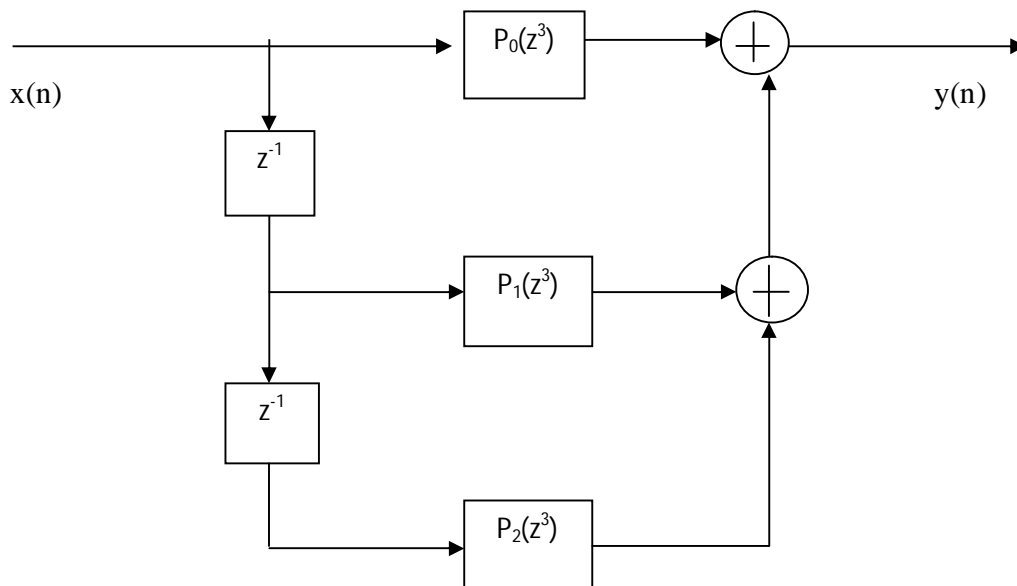 P₀(z³)
x(n)
y(n)
z⁻¹
P₁(z³)
z⁻¹
P₂(z³)